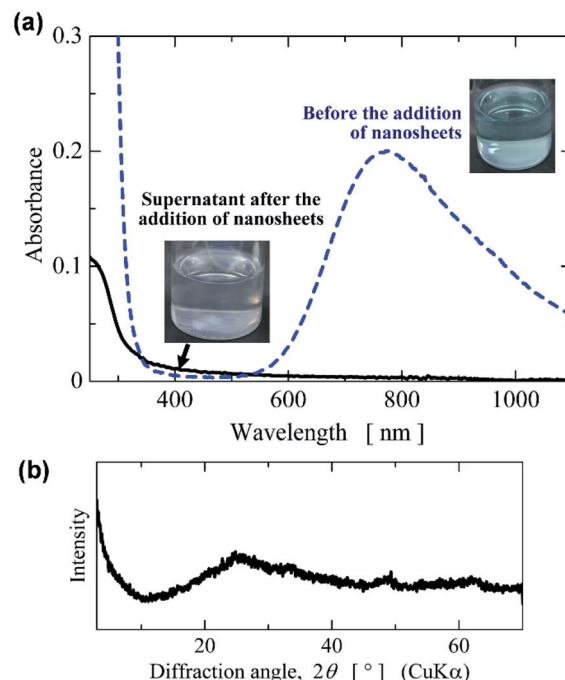 (a)
0.3
0.2
0.1
0
Absorbance
Before the addition
of nanosheets
Supernatant after the
addition of nanosheets
400 600 800 1000
Wavelength [ nm ]
(b)
Intensity
20 40 60
Diffraction angle, 2θ [ ° ] (CuKα)